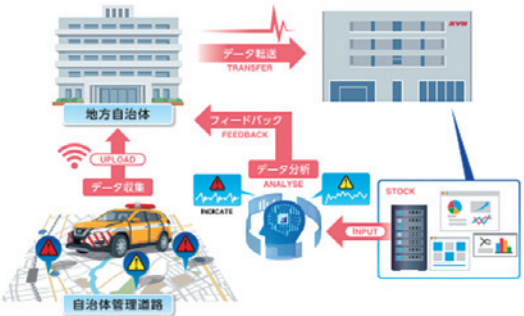 KYB
データ転送
TRANSFER
地方自治体
フィードバック
FEEDBACK
UPLOAD
データ収集
データ分析
ANALYSE
INDICATE
STOCK
INPUT
自治体管理道路